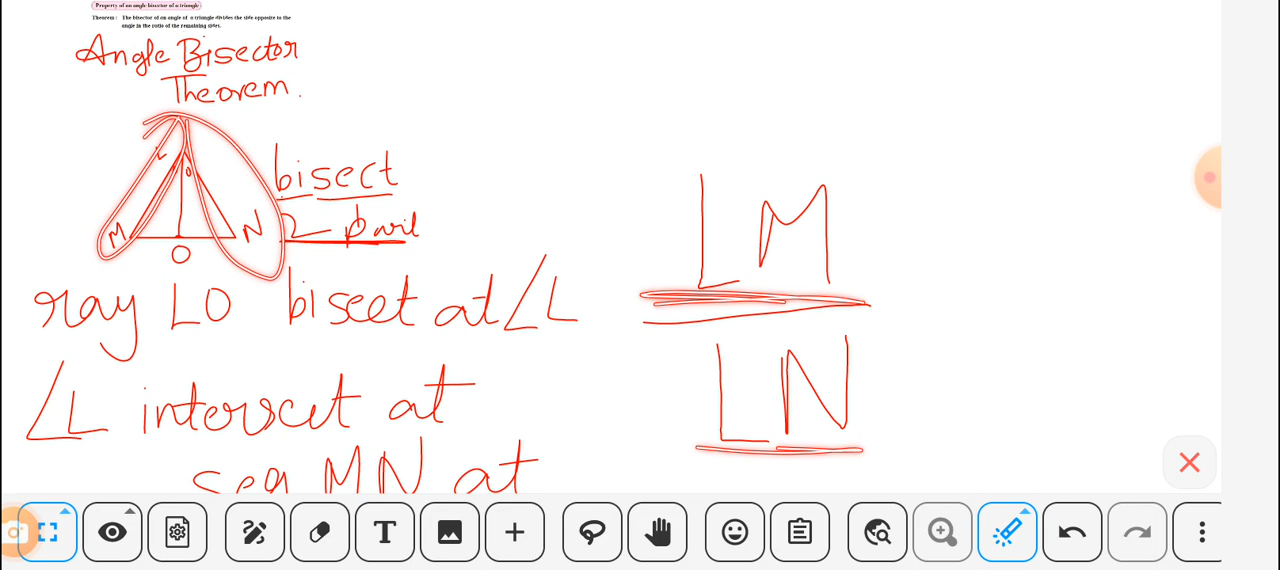 Property of an angle bisector of a triangle
Theorem : The bisector of an angle of a triangle divides the side opposite to the
angle in the ratio of the remaining sides.
Angle Bisector
Theorem.
L
M N
O
bisect
2
ray LO bisect at ∠L
∠L intersect at
seg MN at
LM
LN
T